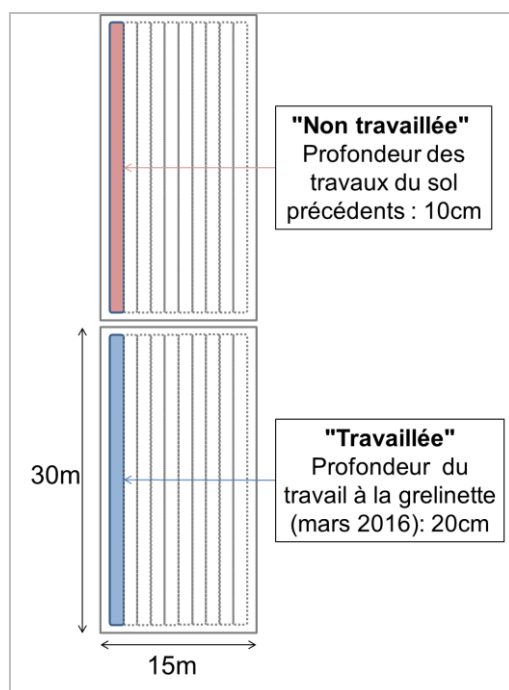 "Non travaillée"
Profondeur des
travaux du sol
précédents : 10cm
"Travaillée"
Profondeur du
travail à la grelinette
(mars 2016): 20cm
30m
15m